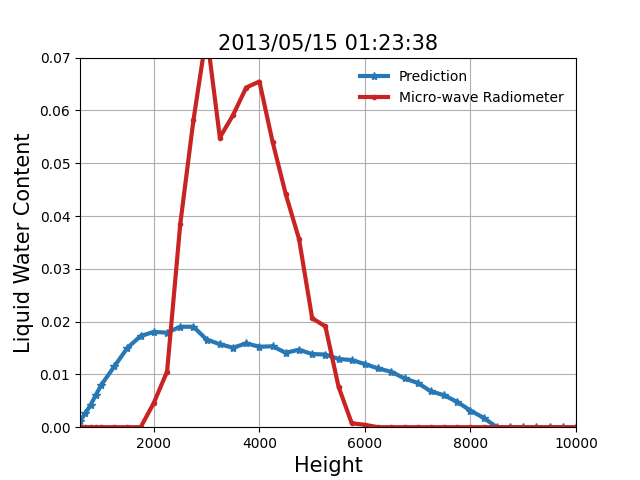 2013/05/15 01:23:38
Prediction
Micro-wave Radiometer
Liquid Water Content
0.07
0.06
0.05
0.04
0.03
0.02
0.01
0.00
2000 4000 6000 8000 10000
Height